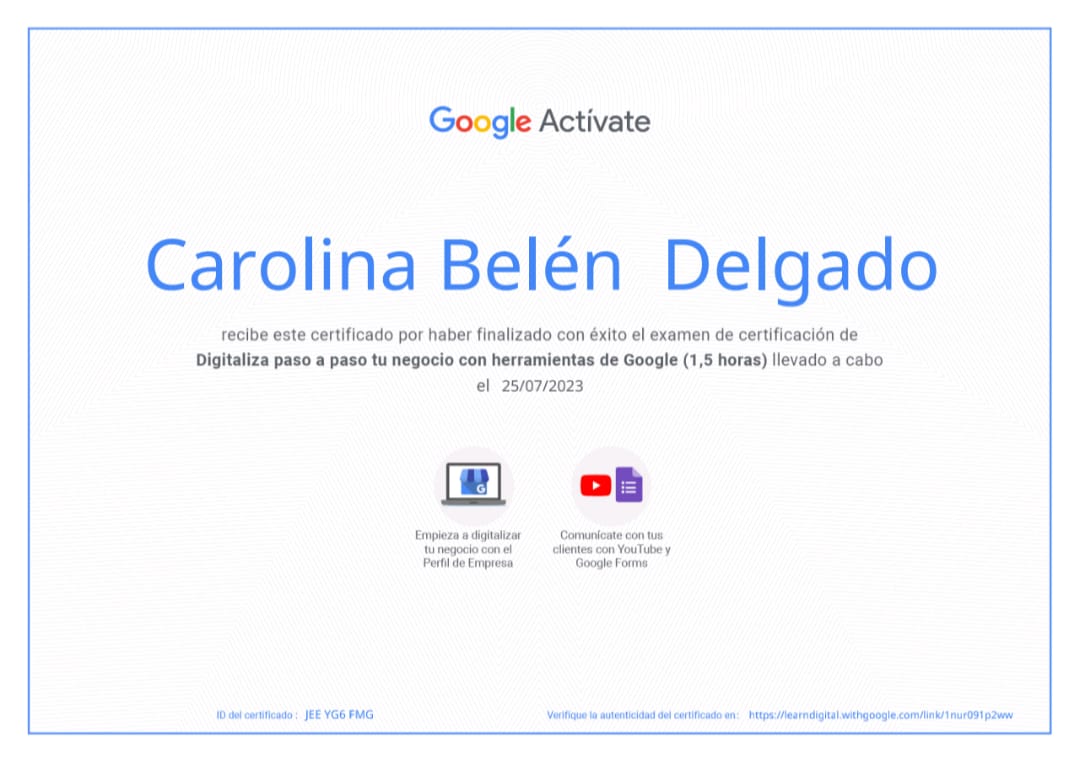 Google Actívate
Carolina Belén Delgado
recibe este certificado por haber finalizado con éxito el examen de certificación de
Digitaliza paso a paso tu negocio con herramientas de Google (1,5 horas) llevado a cabo
el 25/07/2023
G
Empieza a digitalizar
tu negocio con el
Perfil de Empresa
Comunícate con tus
clientes con YouTube y
Google Forms
ID del certificado : JEE YG6 FMG
Verifique la autenticidad del certificado en: https://learndigital.withgoogle.com/link/1nur091p2ww